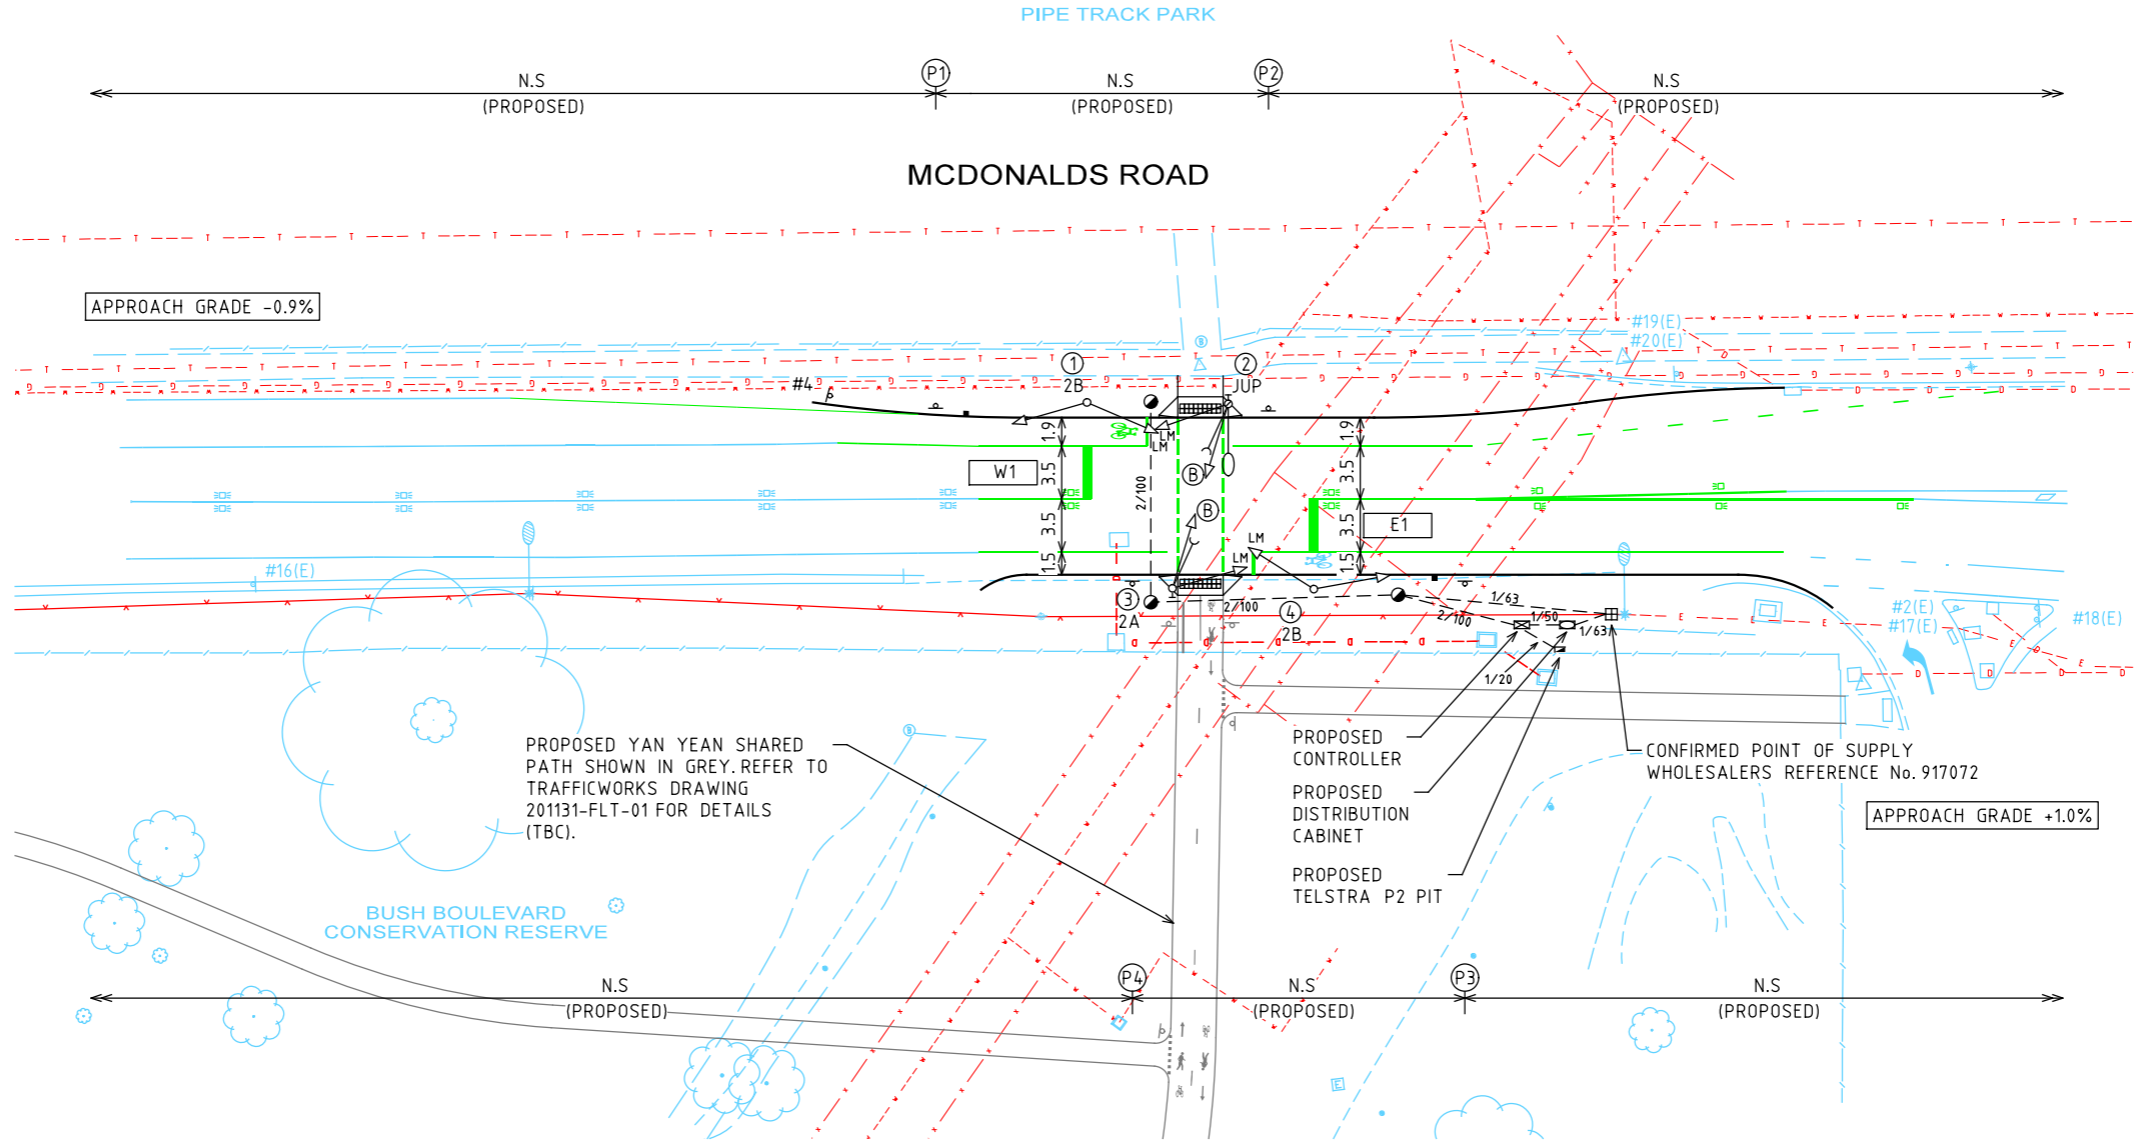 PIPE TRACK PARK
P1
P2
N.S
(PROPOSED)
N.S
(PROPOSED)
N.S
(PROPOSED)
MCDONALDS ROAD
APPROACH GRADE -0.9%
#19(E)
#20(E)
1
2B
2
JUP
#4
1.9
LM
LM
1.9
W1
3.5
B
3.5
2/100
B
3.5
E1
3.5
LM
LM
1.5
1.5
#16(E)
3
2A
2/100
4
2B
1/63
2/100
1/50
1/63
1/20
#2(E)
#17(E)
#18(E)
PROPOSED YAN YEAN SHARED
PATH SHOWN IN GREY. REFER TO
TRAFFICWORKS DRAWING
201131-FLT-01 FOR DETAILS
(TBC).
PROPOSED
CONTROLLER
PROPOSED
DISTRIBUTION
CABINET
PROPOSED
TELSTRA P2 PIT
CONFIRMED POINT OF SUPPLY
WHOLESALERS REFERENCE No. 917072
APPROACH GRADE +1.0%
BUSH BOULEVARD
CONSERVATION RESERVE
P4
P3
N.S
(PROPOSED)
N.S
(PROPOSED)
N.S
(PROPOSED)